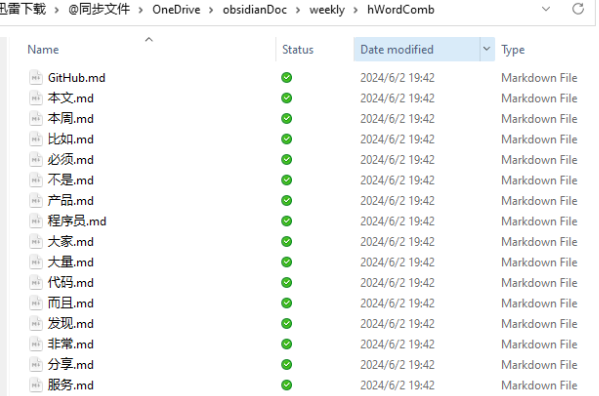 迅雷下载 › @同步文件 › OneDrive › obsidianDoc › weekly › hWordComb
Name Status Date modified Type
GitHub.md 2024/6/2 19:42 Markdown File
本文.md 2024/6/2 19:42 Markdown File
本周.md 2024/6/2 19:42 Markdown File
比如.md 2024/6/2 19:42 Markdown File
必须.md 2024/6/2 19:42 Markdown File
不是.md 2024/6/2 19:42 Markdown File
产品.md 2024/6/2 19:42 Markdown File
程序员.md 2024/6/2 19:42 Markdown File
大家.md 2024/6/2 19:42 Markdown File
大量.md 2024/6/2 19:42 Markdown File
代码.md 2024/6/2 19:42 Markdown File
而且.md 2024/6/2 19:42 Markdown File
发现.md 2024/6/2 19:42 Markdown File
非常.md 2024/6/2 19:42 Markdown File
分享.md 2024/6/2 19:42 Markdown File
服务.md 2024/6/2 19:42 Markdown File